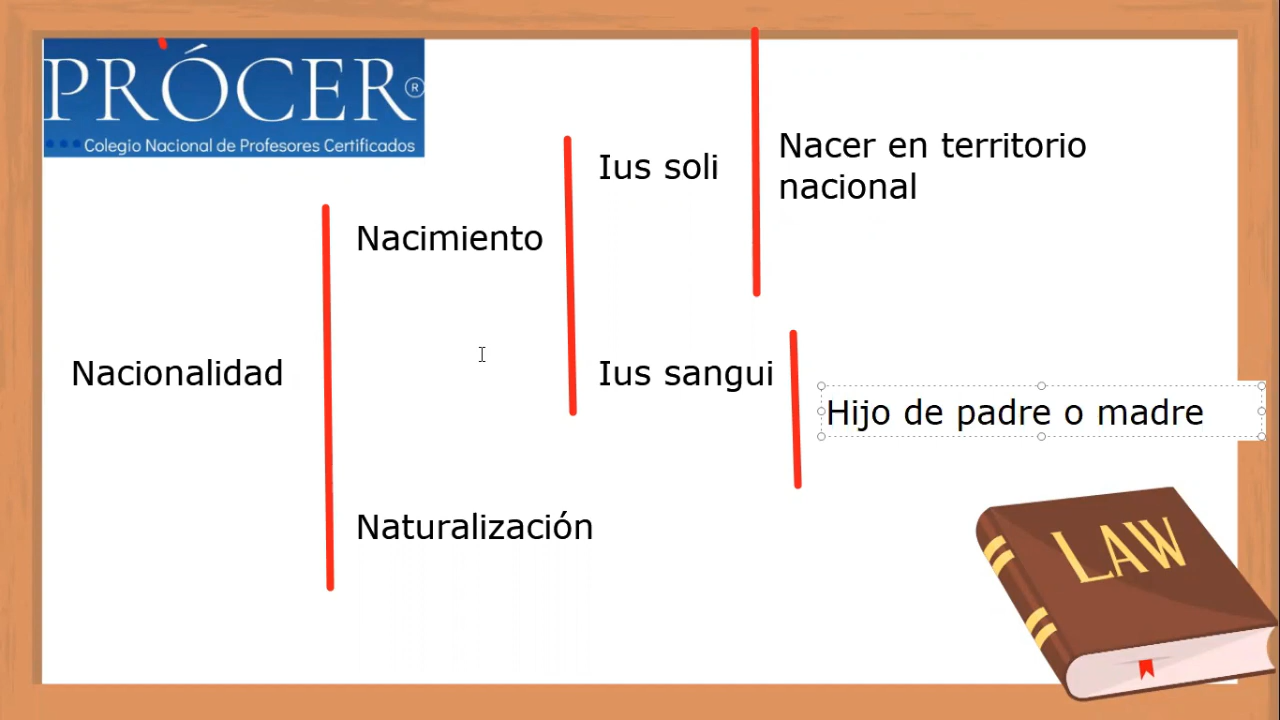 PRÓCER®
Colegio Nacional de Profesores Certificados
Nacionalidad
Nacimiento
Ius soli
Nacer en territorio
nacional
Ius sangui
Hijo de padre o madre
Naturalización
LAW